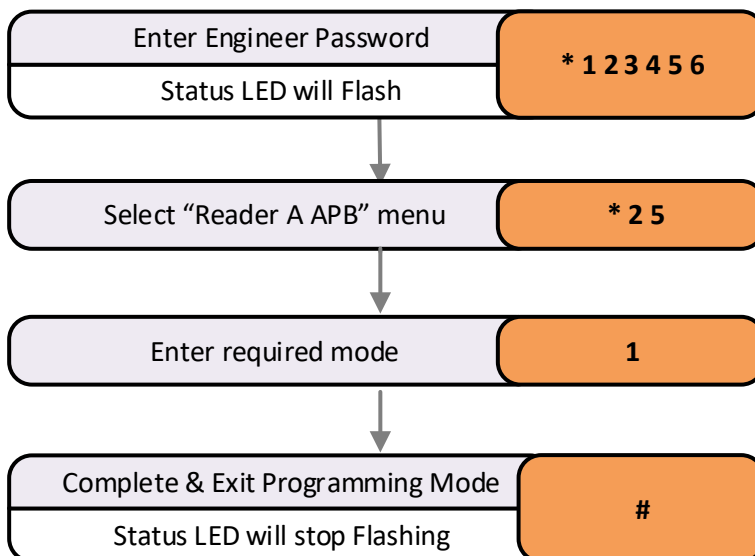 Enter Engineer Password
* 1 2 3 4 5 6
Status LED will Flash
Select “Reader A APB” menu
* 2 5
Enter required mode
1
Complete & Exit Programming Mode
#
Status LED will stop Flashing